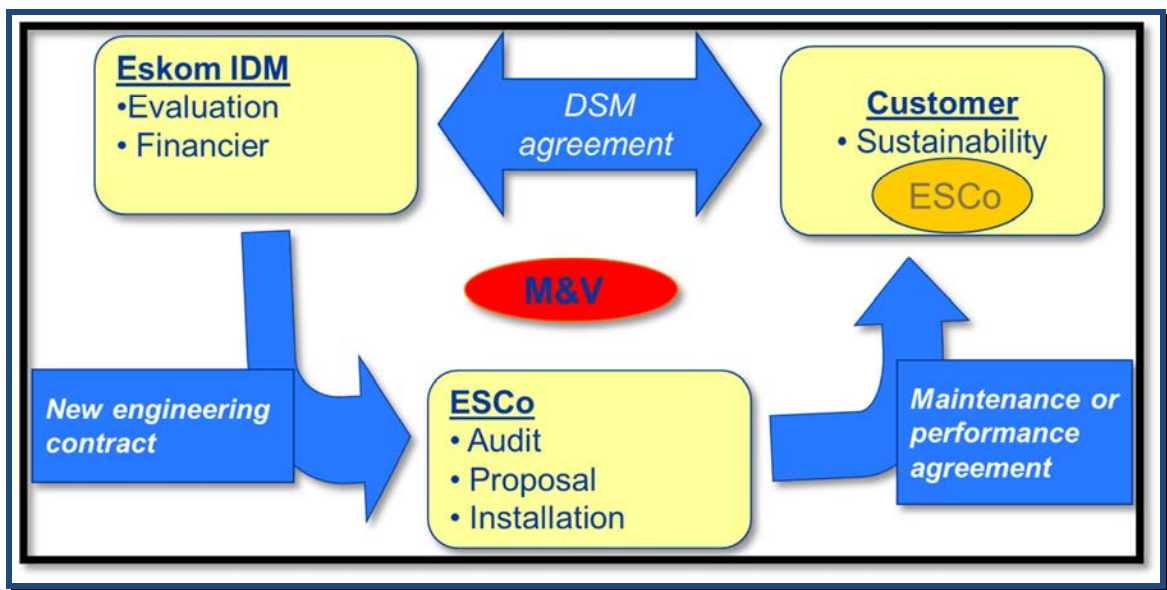 Eskom IDM
•Evaluation
• Financier
DSM
agreement
Customer
• Sustainability
ESCo
M&V
New engineering
contract
ESCo
• Audit
• Proposal
• Installation
Maintenance or
performance
agreement